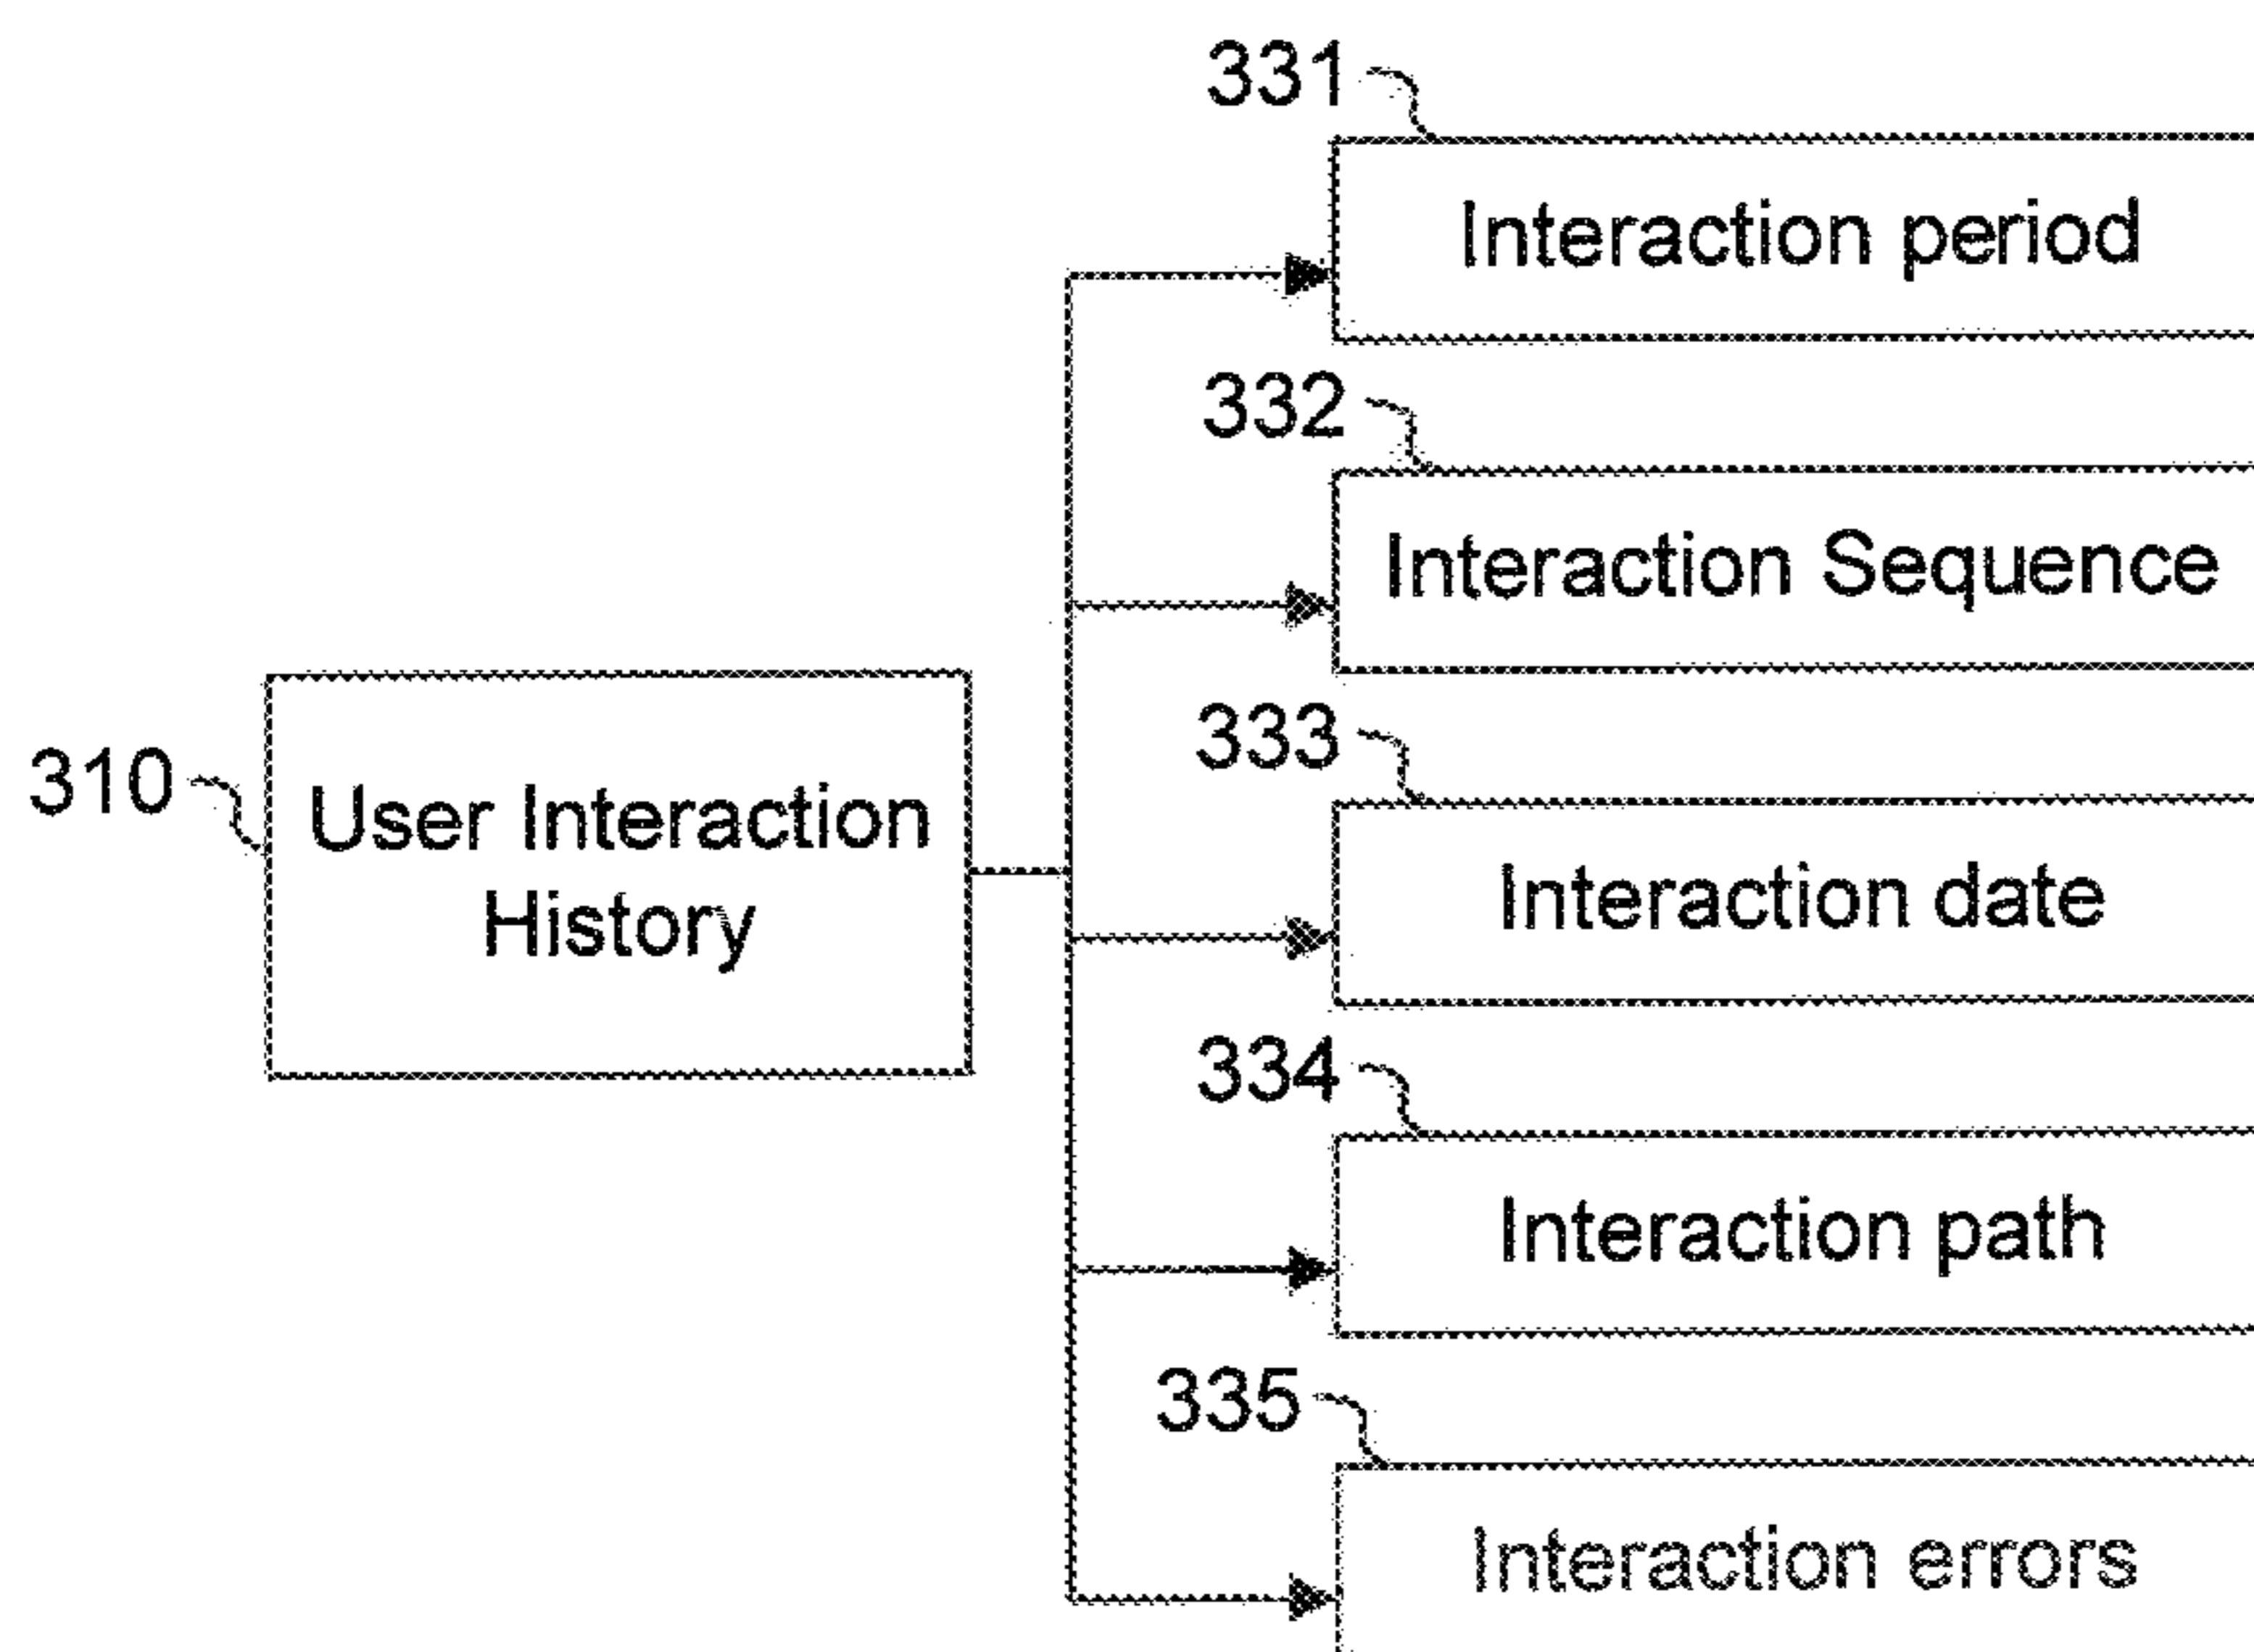 331
Interaction period
332
Interaction Sequence
333
310
User Interaction
History
Interaction date
334
Interaction path
335
Interaction errors